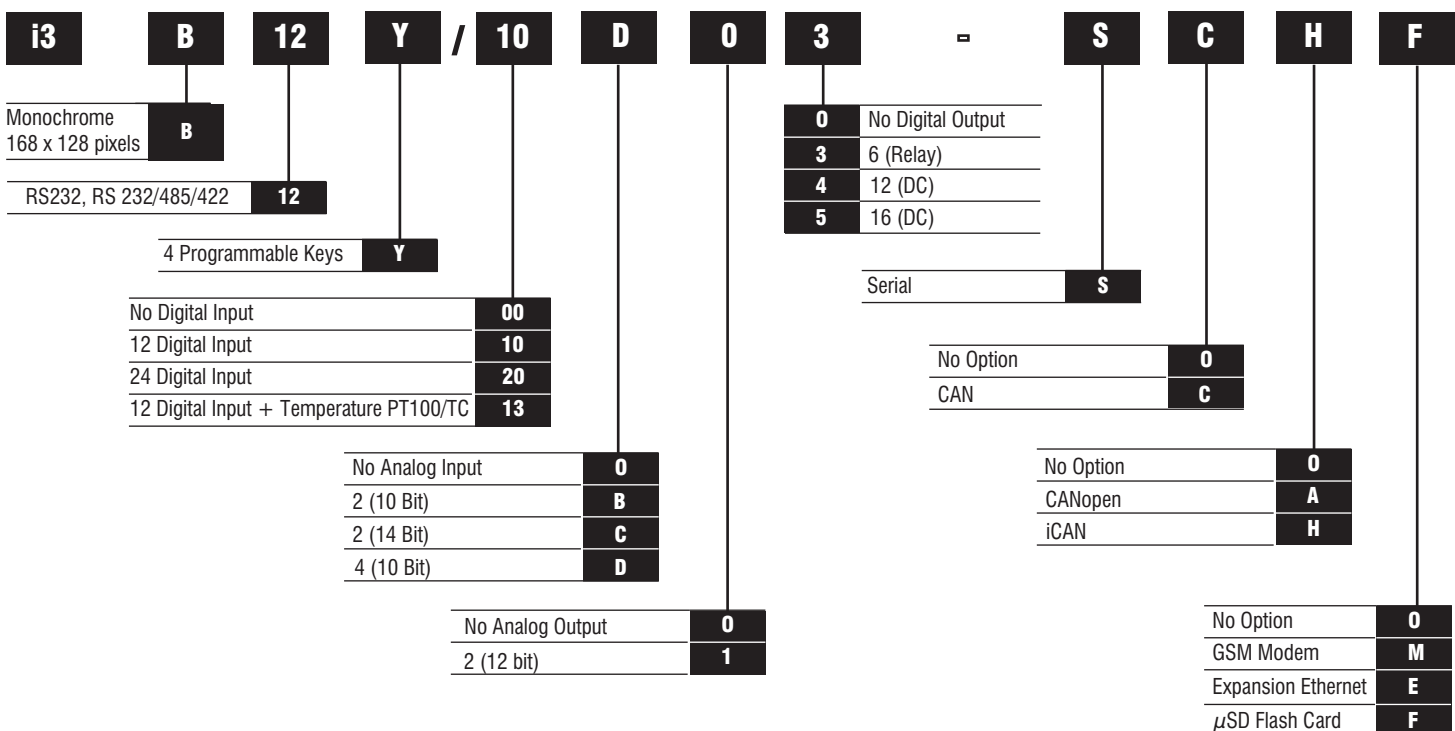 i3 B 12 Y / 10 D 0 3 - S C H F
Monochrome
168 x 128 pixels B
RS232, RS 232/485/422 12
4 Programmable Keys Y
No Digital Input 00
12 Digital Input 10
24 Digital Input 20
12 Digital Input + Temperature PT100/TC 13
No Analog Input 0
2 (10 Bit) B
2 (14 Bit) C
4 (10 Bit) D
No Analog Output 0
2 (12 bit) 1
0 No Digital Output
3 6 (Relay)
4 12 (DC)
5 16 (DC)
Serial S
No Option 0
CAN C
No Option 0
CANopen A
iCAN H
No Option 0
GSM Modem M
Expansion Ethernet E
µSD Flash Card F